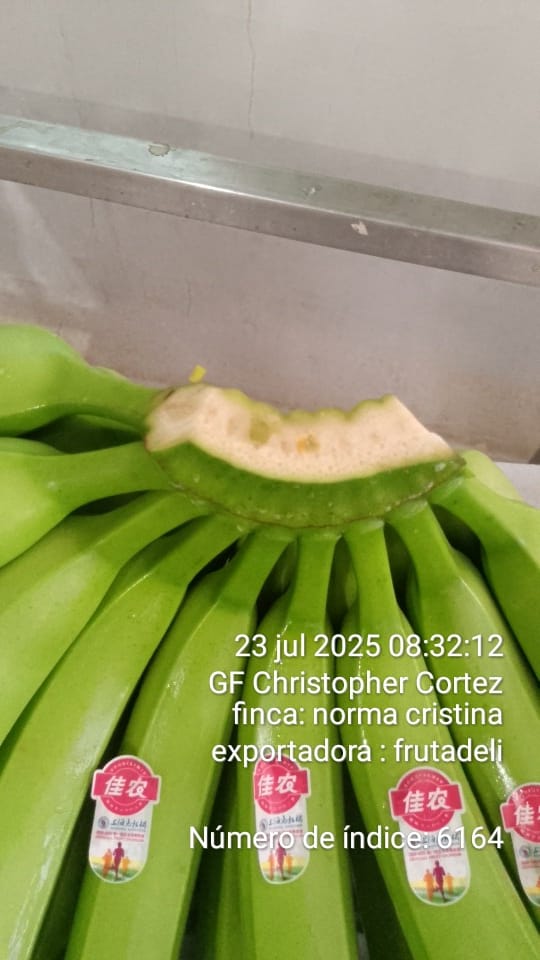 23 jul 2025 08:32:12
GF Christopher Cortez
finca: norma cristina
exportadora : frutadeli
Número de índice: 6164
佳农
佳农
佳农
佳